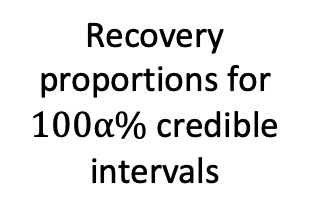 Recovery
proportions for
100α% credible
intervals